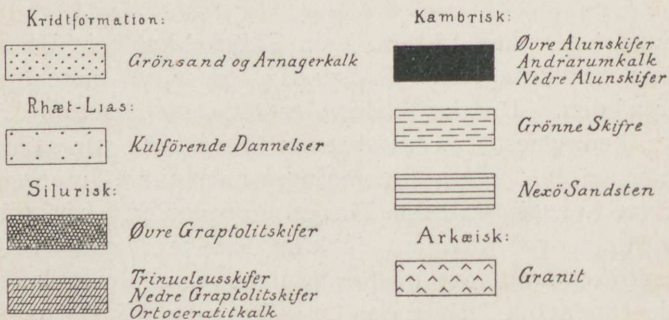 Kridtformation:
Grönsand og Arnagerkalk
Rhæt-Lias:
Kulförende Dannelser
Silurisk:
Øvre Graptolitskifer
Trinucleusskifer
Nedre Graptolitskifer
Ortoceratitkalk
Kambrisk:
Øvre Alunskifer
Andrarumkalk
Nedre Alunskifer
Grönne Skifre
Nexö Sandsten
Arkæisk:
Granit